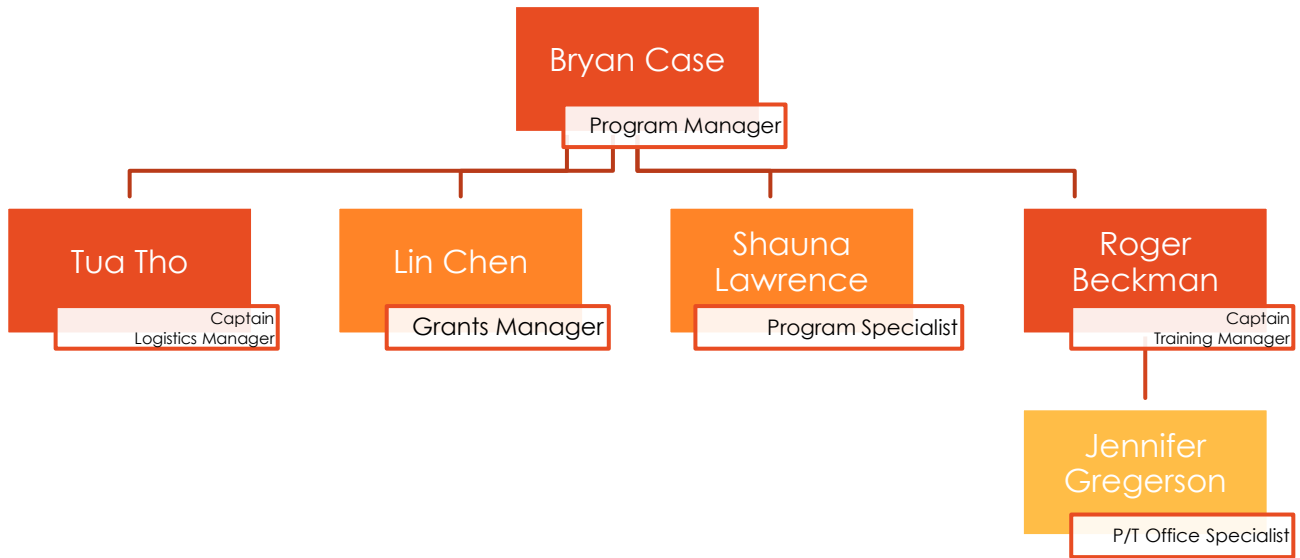 Bryan Case
Program Manager
Tua Tho
Captain
Logistics Manager
Lin Chen
Grants Manager
Shauna
Lawrence
Program Specialist
Roger
Beckman
Captain
Training Manager
Jennifer
Gregerson
P/T Office Specialist